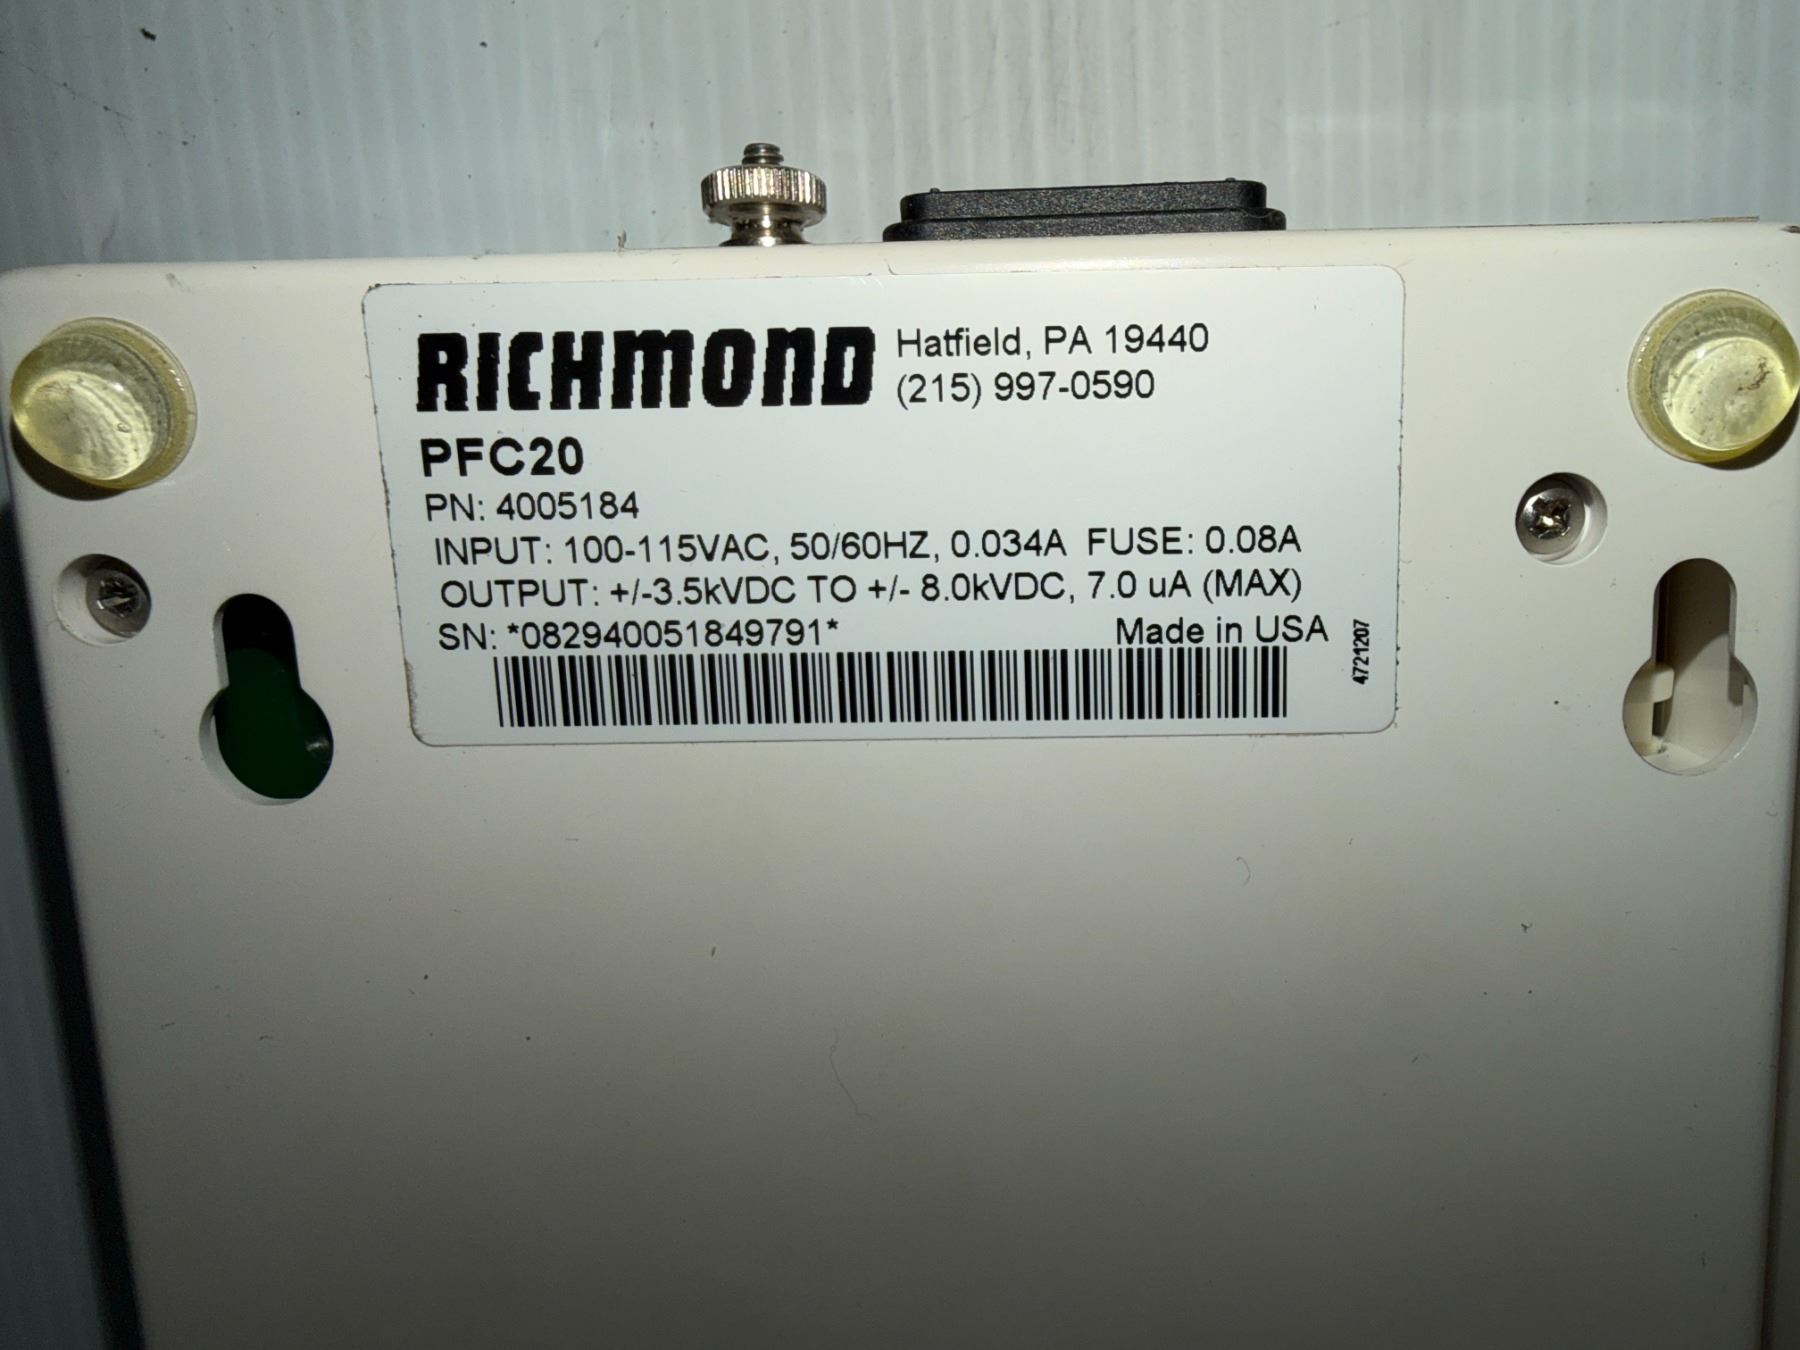 RICHMOND
Hatfield, PA 19440
(215) 997-0590
PFC20
PN: 4005184
INPUT: 100-115VAC, 50/60HZ, 0.034A FUSE: 0.08A
OUTPUT: +/-3.5kVDC TO +/- 8.0kVDC, 7.0 uA (MAX)
SN: *082940051849791* Made in USA
4721207